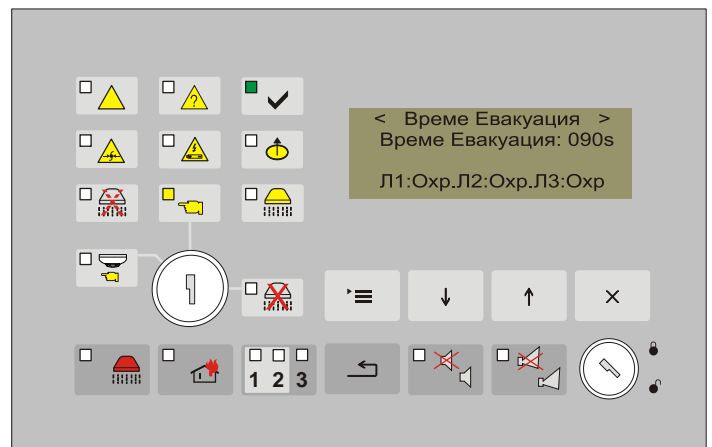 ?
< Време Евакуация >
Време Евакуация: 090s
Л1:Охр.Л2:Охр.Л3:Охр
1 2 3